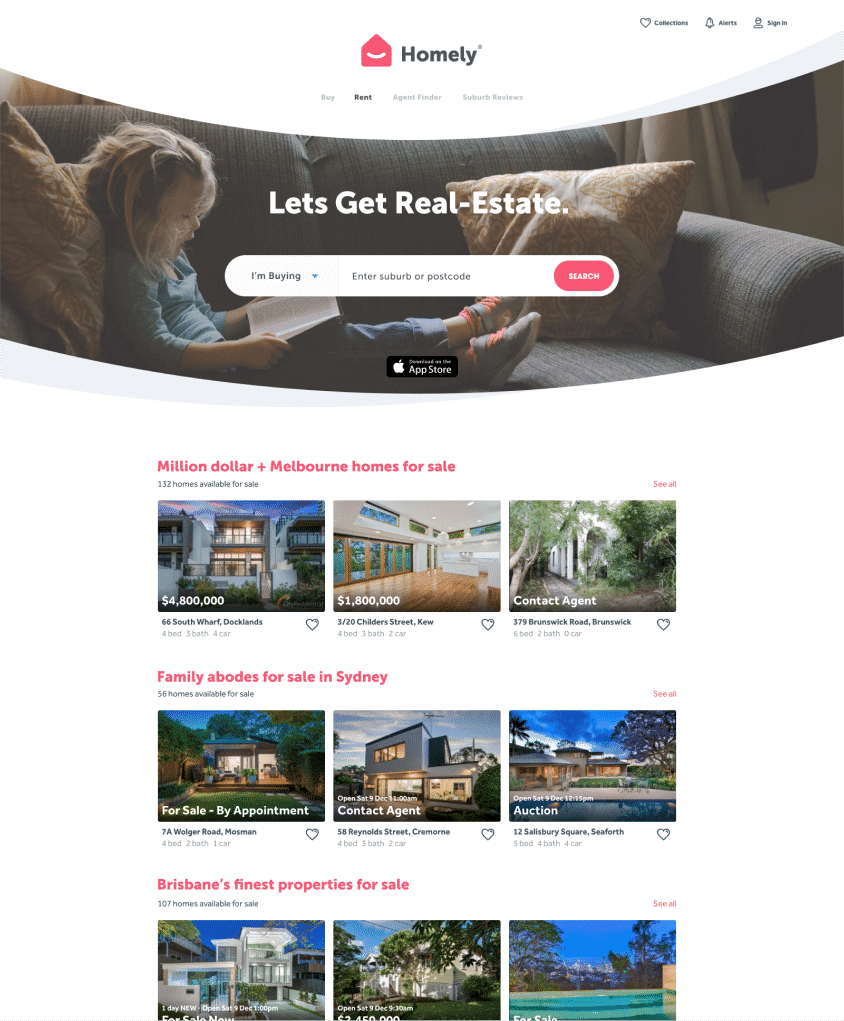 Collections Alerts Sign In
Homely®
Buy Rent Agent Finder Suburb Reviews
Lets Get Real-Estate.
I'm Buying Enter suburb or postcode SEARCH
Download on the
App Store
Million dollar + Melbourne homes for sale
132 homes available for sale See all
$4,800,000 $1,800,000 Contact Agent
66 South Wharf, Docklands 3/20 Childers Street, Kew 379 Brunswick Road, Brunswick
4 bed 3 bath 4 car 4 bed 3 bath 2 car 6 bed 2 bath 0 car
Family abodes for sale in Sydney
56 homes available for sale See all
Open Sat 9 Dec 11:00am Open Sat 9 Dec 12:15pm
For Sale - By Appointment Contact Agent Auction
7A Wolger Road, Mosman 58 Reynolds Street, Cremorne 12 Salisbury Square, Seaforth
4 bed 2 bath 1 car 4 bed 3 bath 2 car 5 bed 4 bath 4 car
Brisbane's finest properties for sale
107 homes available for sale See all
1 day NEW - Open Sat 9 Dec 1:00pm Open Sat 9 Dec 9:30am
For Sale Now $2,450,000 For Sale